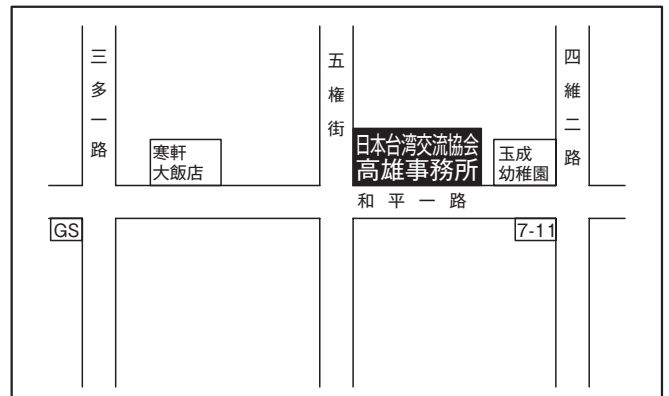 三多一路
五権街
四維二路
寒軒
大飯店
日本台湾交流協会
高雄事務所
玉成
幼稚園
和平一路
GS
7-11